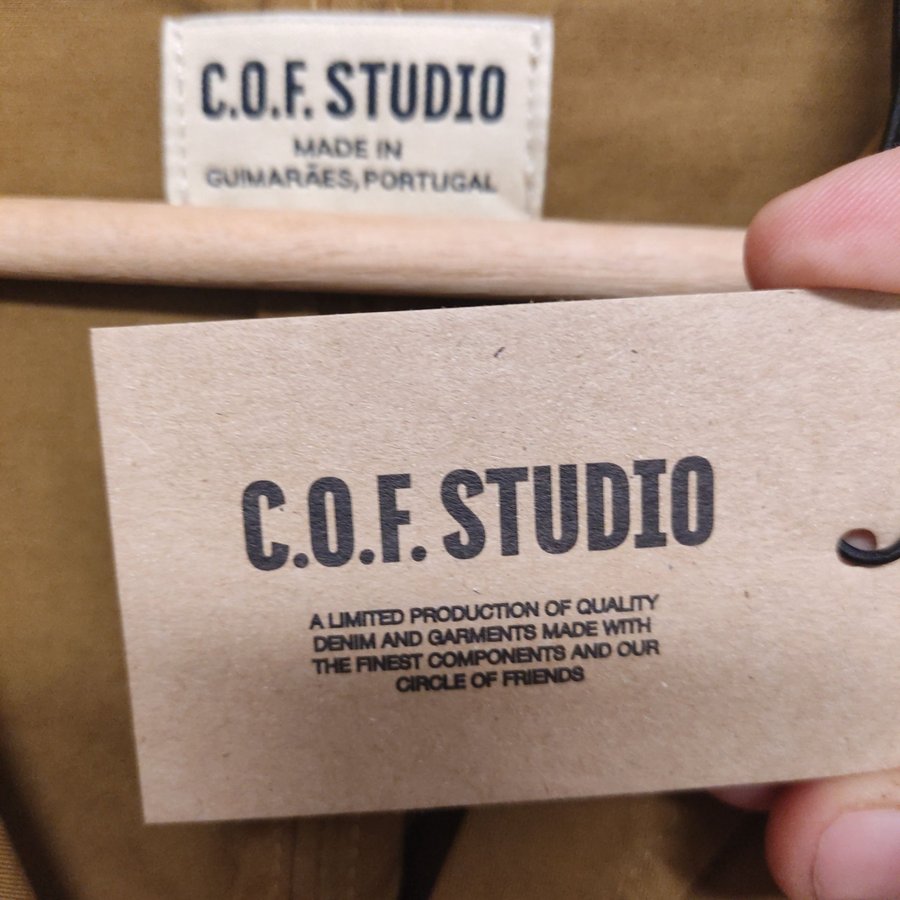 C.O.F. STUDIO
MADE IN
GUIMARÃES, PORTUGAL
C.O.F. STUDIO
A LIMITED PRODUCTION OF QUALITY
DENIM AND GARMENTS MADE WITH
THE FINEST COMPONENTS AND OUR
CIRCLE OF FRIENDS